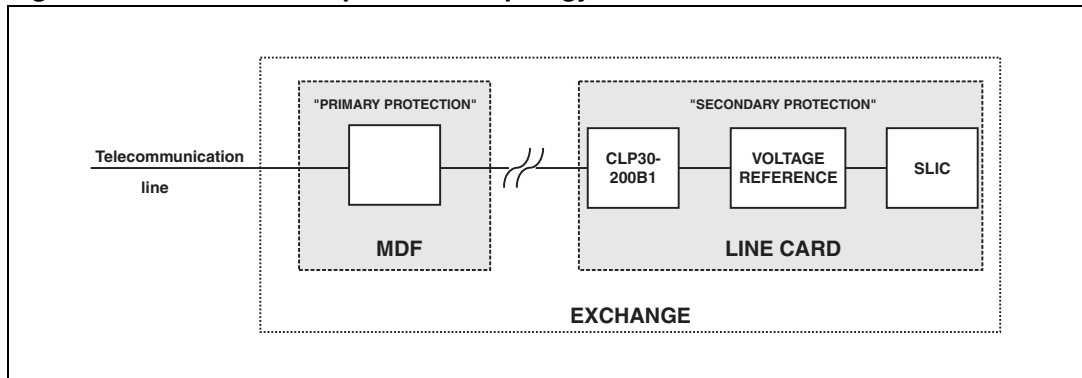 "PRIMARY PROTECTION"
"SECONDARY PROTECTION"
Telecommunication
line
CLP30-
200B1
VOLTAGE
REFERENCE
SLIC
MDF
LINE CARD
EXCHANGE